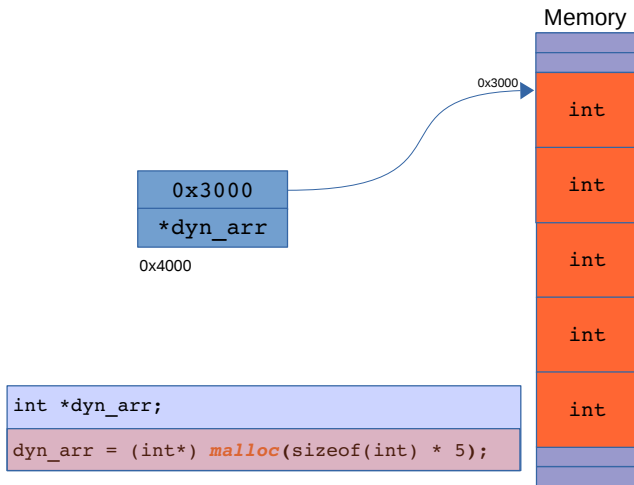 Memory
0x3000
int
int
0x3000
*dyn_arr
0x4000
int
int
int
int *dyn_arr;
dyn_arr = (int*) malloc(sizeof(int) * 5);